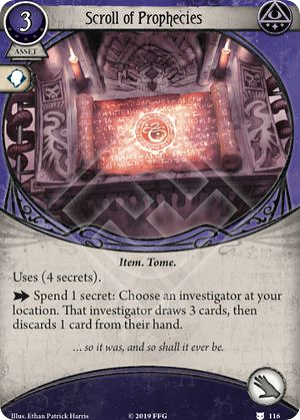 Scroll of Prophecies
3
ASSET
Item. Tome.
Uses (4 secrets).
Spend 1 secret: Choose an investigator at your
location. That investigator draws 3 cards, then
discards 1 card from their hand.
... so it was, and so shall it ever be.
Illus. Ethan Patrick Harris
© 2019 FFG
116